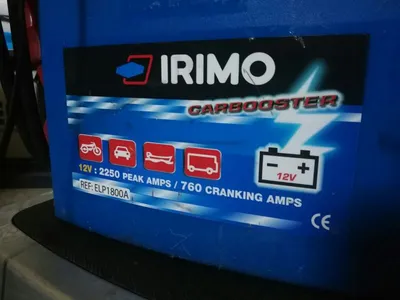 IRIMO
CARBOOSTER
- +
12V
12V : 2250 PEAK AMPS / 760 CRANKING AMPS
REF: ELP1800A
CE